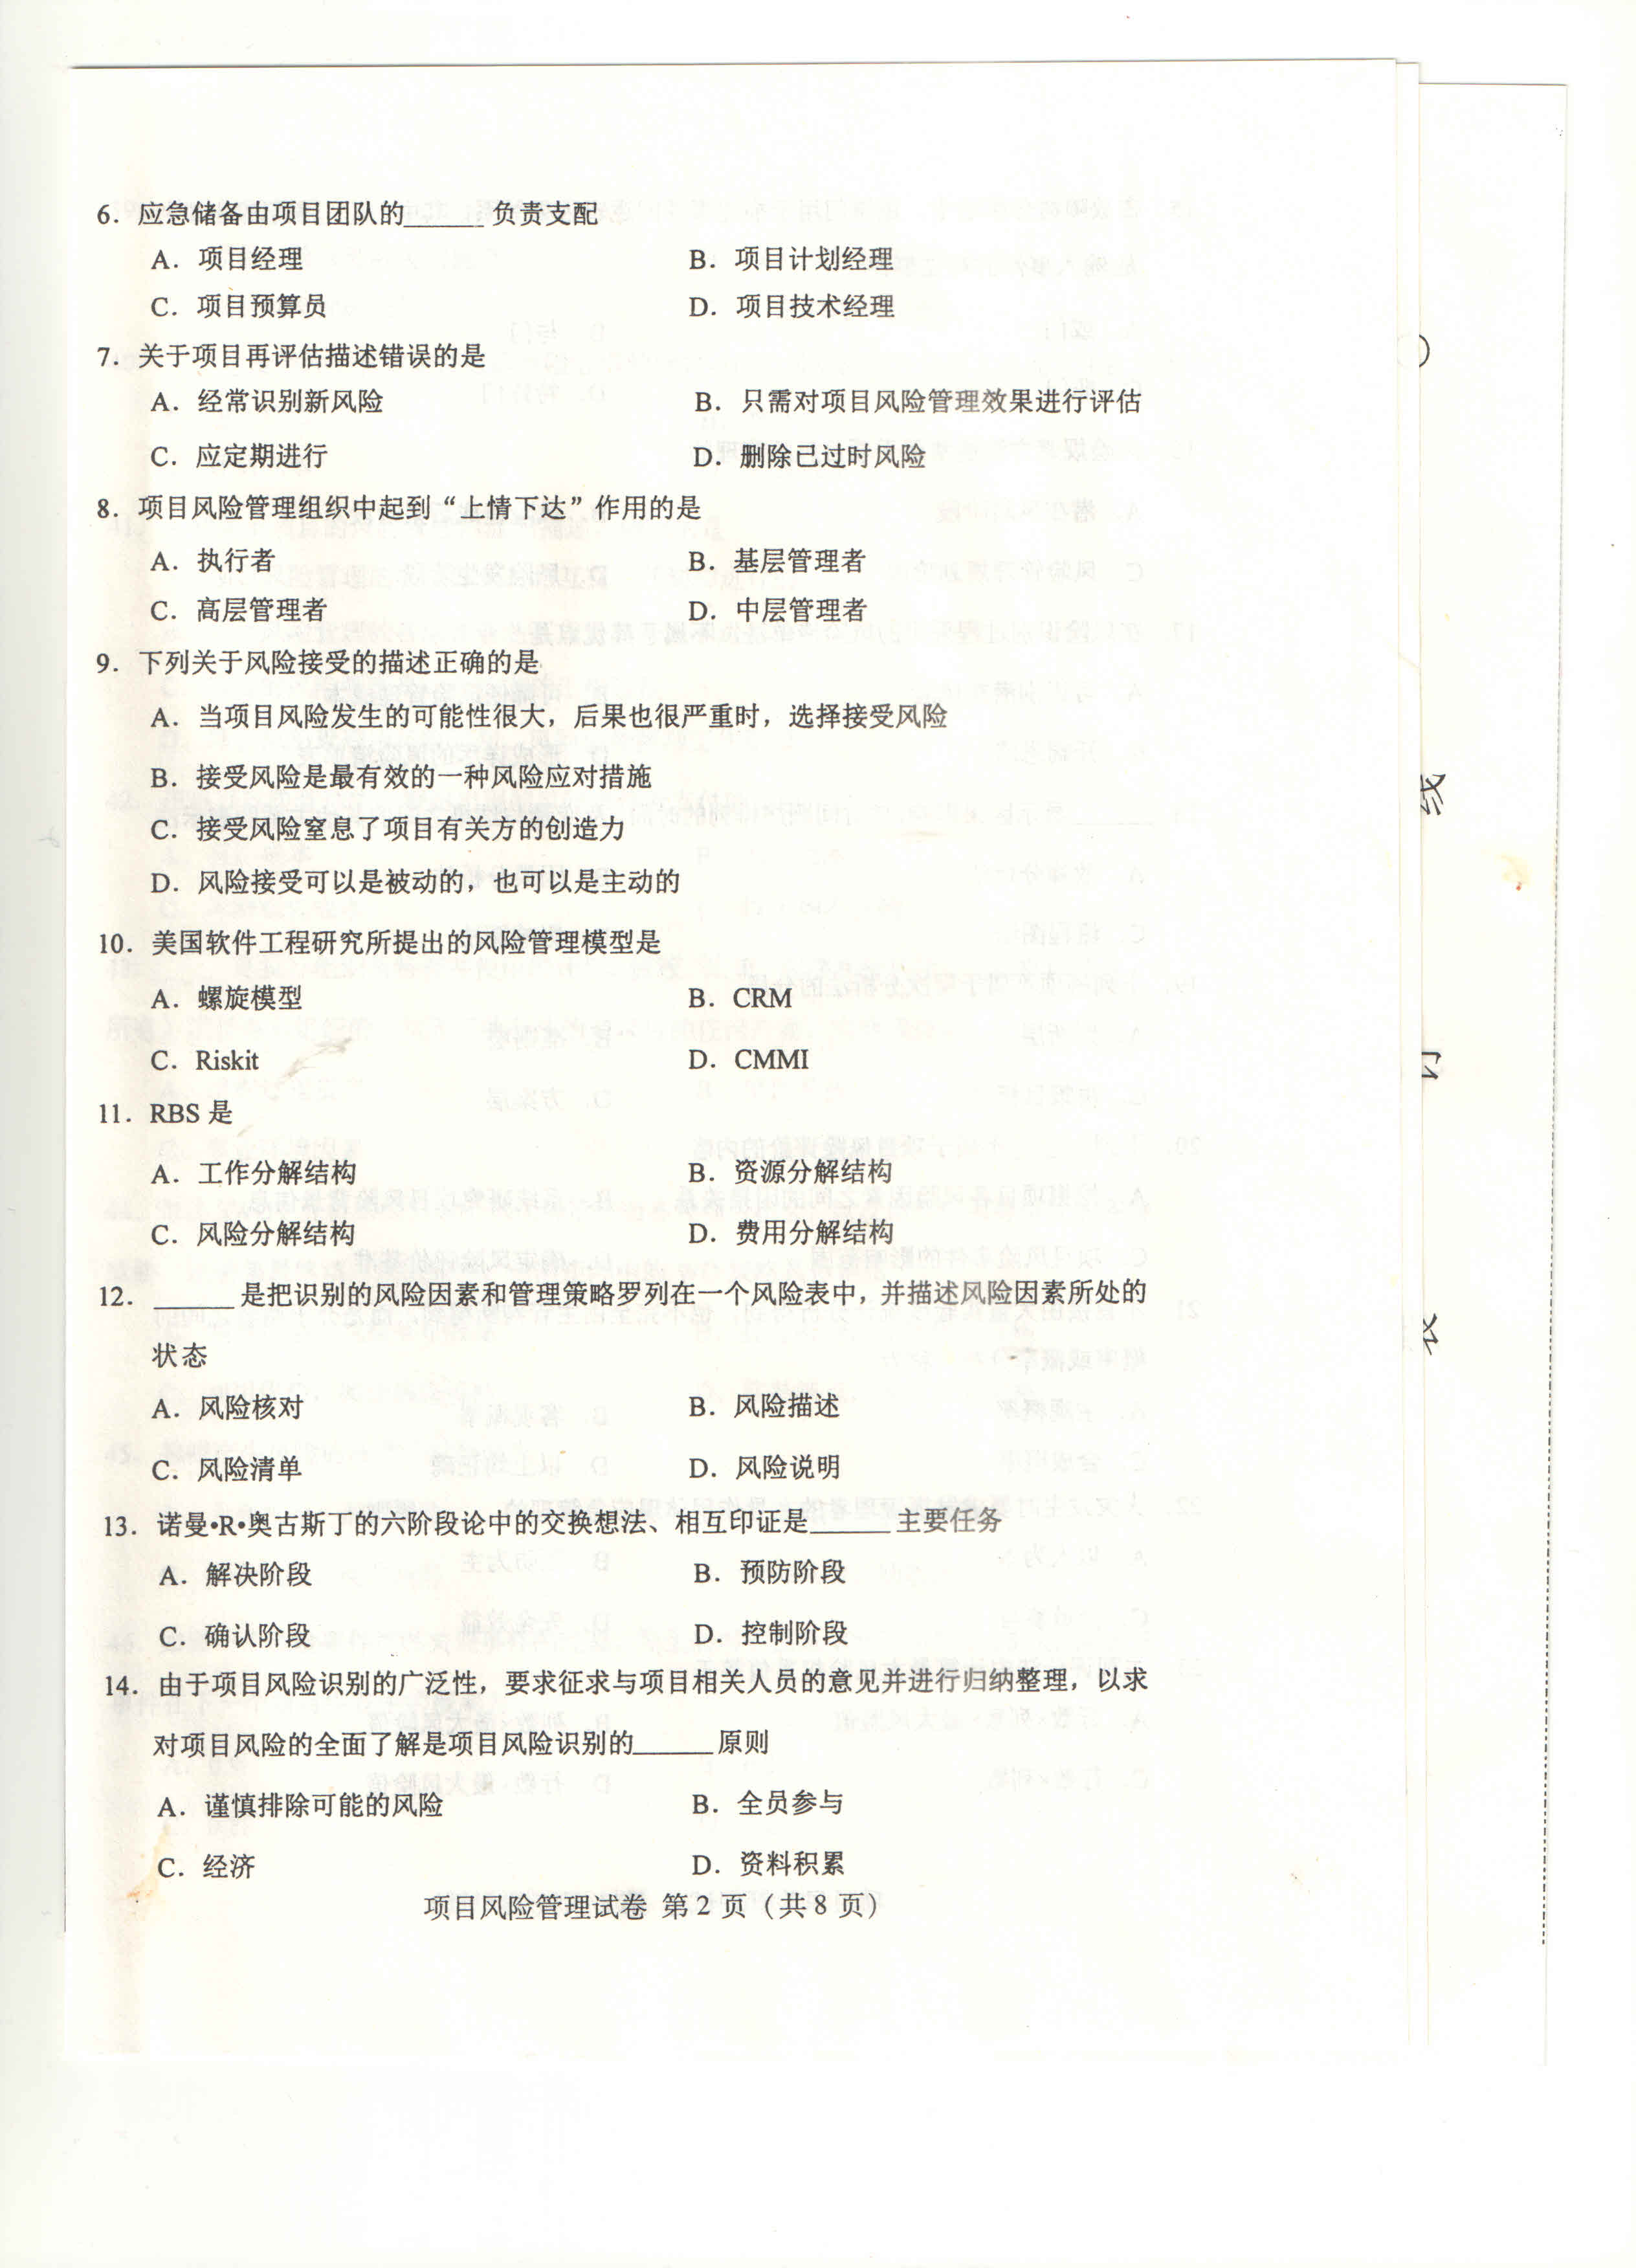 6．应急储备由项目团队的______负责支配
A．项目经理 B．项目计划经理
C．项目预算员 D．项目技术经理
7．关于项目再评估描述错误的是
A．经常识别新风险 B．只需对项目风险管理效果进行评估
C．应定期进行 D．删除已过时风险
8．项目风险管理组织中起到“上情下达”作用的是
A．执行者 B．基层管理者
C．高层管理者 D．中层管理者
9．下列关于风险接受的描述正确的是
A．当项目风险发生的可能性很大，后果也很严重时，选择接受风险
B．接受风险是最有效的一种风险应对措施
C．接受风险窒息了项目有关方的创造力
D．风险接受可以是被动的，也可以是主动的
10．美国软件工程研究所提出的风险管理模型是
A．螺旋模型 B．CRM
C．Riskit D．CMMI
11．RBS 是
A．工作分解结构 B．资源分解结构
C．风险分解结构 D．费用分解结构
12．______是把识别的风险因素和管理策略罗列在一个风险表中，并描述风险因素所处的
状态
A．风险核对 B．风险描述
C．风险清单 D．风险说明
13．诺曼•R•奥古斯丁的六阶段论中的交换想法、相互印证是______主要任务
A．解决阶段 B．预防阶段
C．确认阶段 D．控制阶段
14．由于项目风险识别的广泛性，要求征求与项目相关人员的意见并进行归纳整理，以求
对项目风险的全面了解是项目风险识别的______原则
A．谨慎排除可能的风险 B．全员参与
C．经济 D．资料积累
项目风险管理试卷 第 2 页（共 8 页）